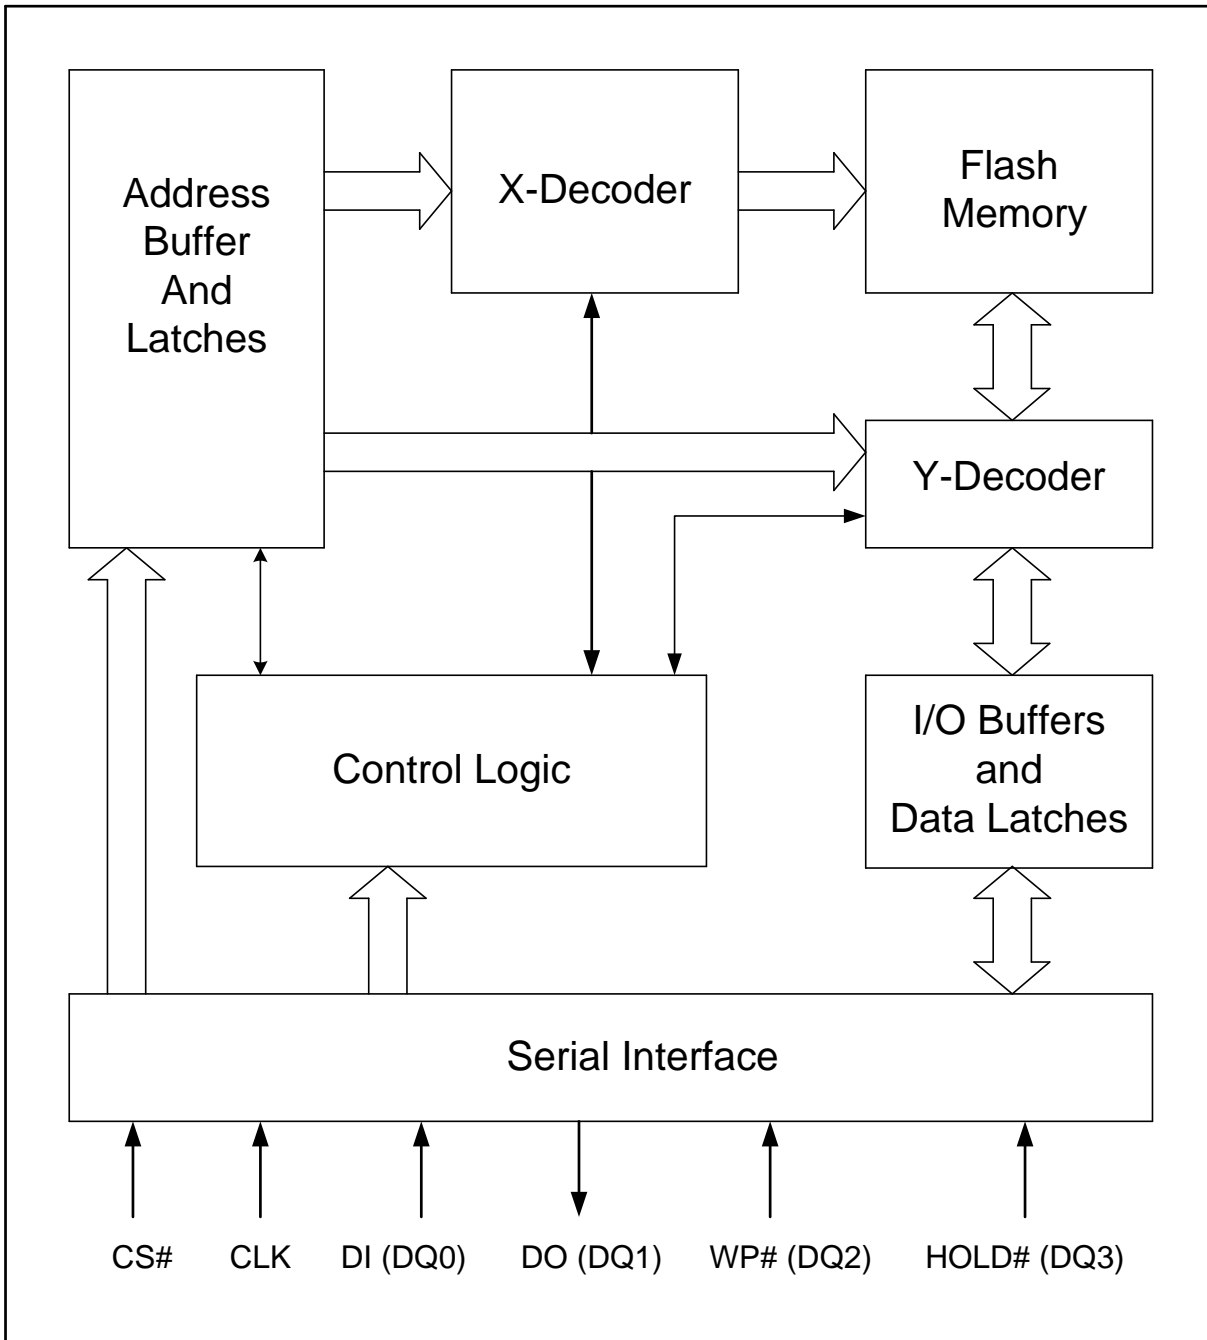 Address
Buffer
And
Latches
X-Decoder
Flash
Memory
Y-Decoder
Control Logic
I/O Buffers
and
Data Latches
Serial Interface
CS#
CLK
DI (DQ0)
DO (DQ1)
WP# (DQ2)
HOLD# (DQ3)